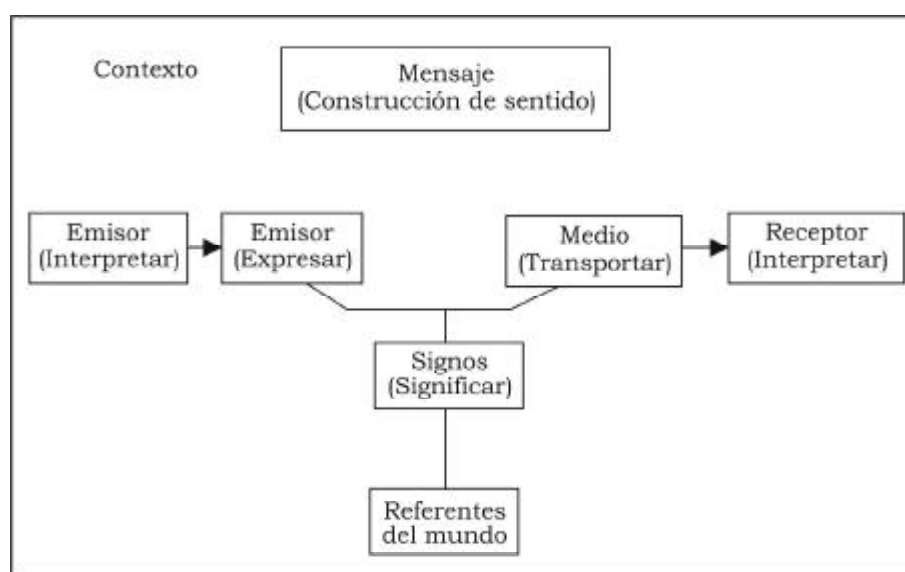 Contexto
Mensaje
(Construcción de sentido)
Emisor
(Interpretar)
Emisor
(Expresar)
Medio
(Transportar)
Receptor
(Interpretar)
Signos
(Significar)
Referentes
del mundo